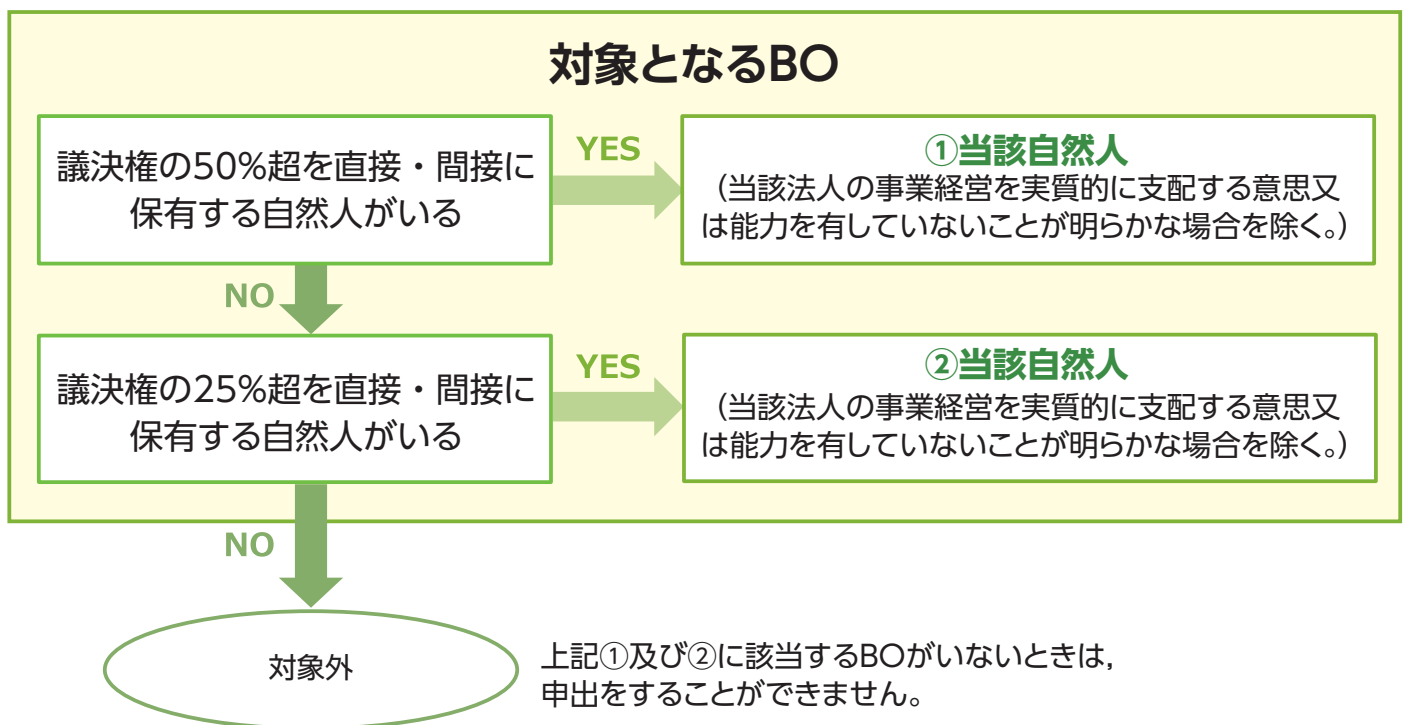 対象となるBO
議決権の50%超を直接・間接に
保有する自然人がいる
YES
①当該自然人
（当該法人の事業経営を実質的に支配する意思又
は能力を有していないことが明らかな場合を除く。）
NO
議決権の25%超を直接・間接に
保有する自然人がいる
YES
②当該自然人
（当該法人の事業経営を実質的に支配する意思又
は能力を有していないことが明らかな場合を除く。）
NO
対象外
上記①及び②に該当するBOがいないときは，
申出をすることができません。